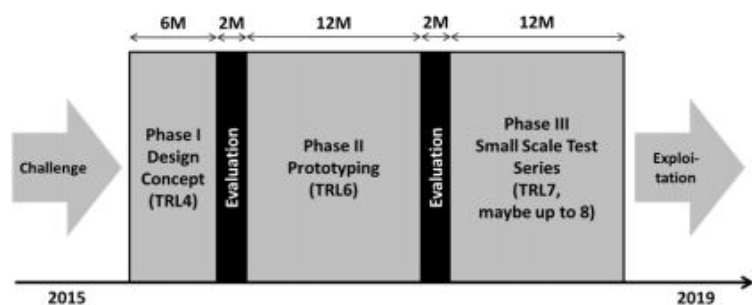 6M 2M 12M 2M 12M
Challenge
Phase I
Design
Concept
(TRL4)
Evaluation
Phase II
Prototyping
(TRL6)
Evaluation
Phase III
Small Scale Test
Series
(TRL7,
maybe up to 8)
Exploi-
tation
2015 2019